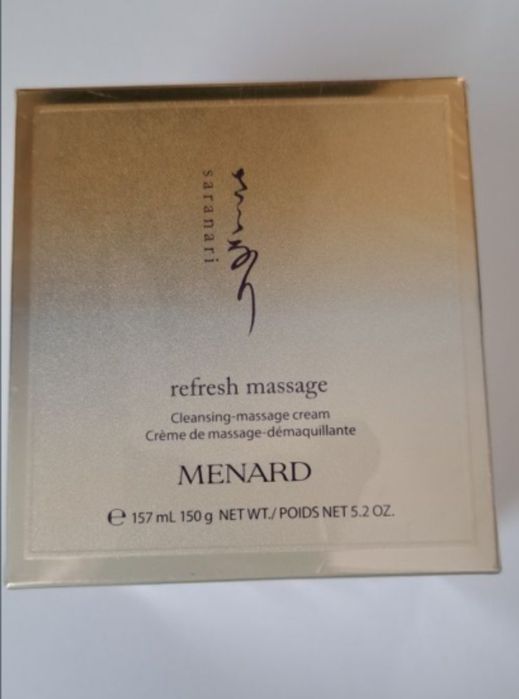 saranari
refresh massage
Cleansing-massage cream
Crème de massage-démaquillante
MENARD
℮ 157 mL 150 g NET WT./ POIDS NET 5.2 OZ.